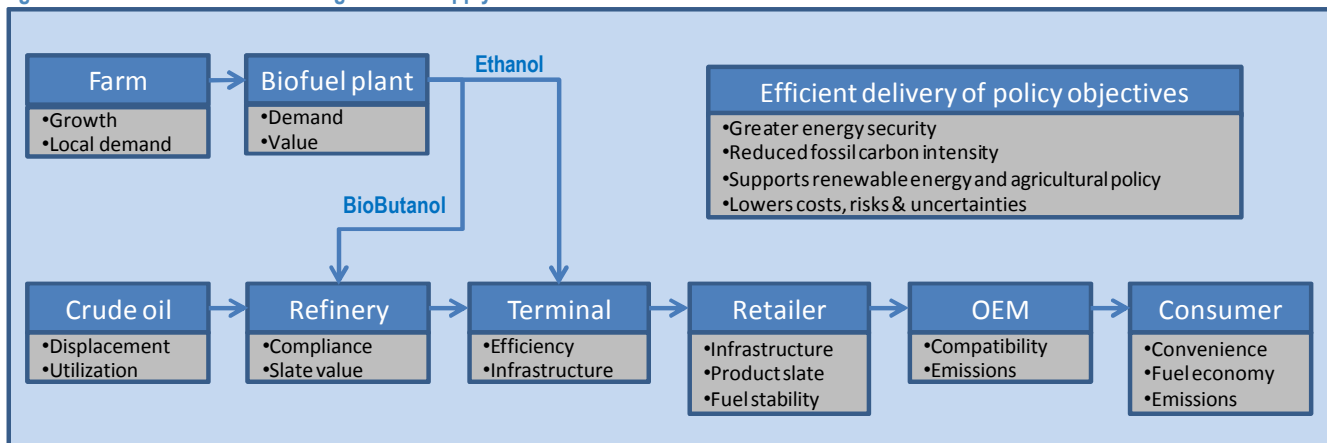 Ethanol
Farm
•Growth
•Local demand
Biofuel plant
•Demand
•Value
Efficient delivery of policy objectives
•Greater energy security
•Reduced fossil carbon intensity
•Supports renewable energy and agricultural policy
•Lowers costs, risks & uncertainties
BioButanol
Crude oil
•Displacement
•Utilization
Refinery
•Compliance
•Slate value
Terminal
•Efficiency
•Infrastructure
Retailer
•Infrastructure
•Product slate
•Fuel stability
OEM
•Compatibility
•Emissions
Consumer
•Convenience
•Fuel economy
•Emissions